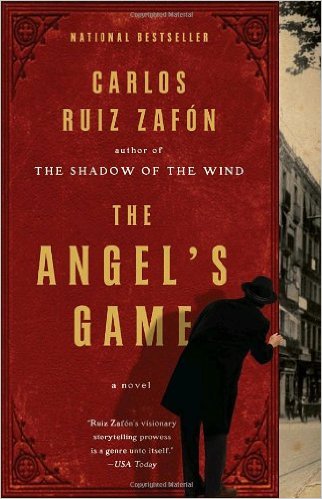 NATIONAL BESTSELLER
CARLOS
RUIZ ZAFÓN
author of
THE SHADOW OF THE WIND
THE
ANGEL'S
GAME
a novel
"Ruiz Zafón's visionary
storytelling prowess
is a genre unto itself."
—USA Today